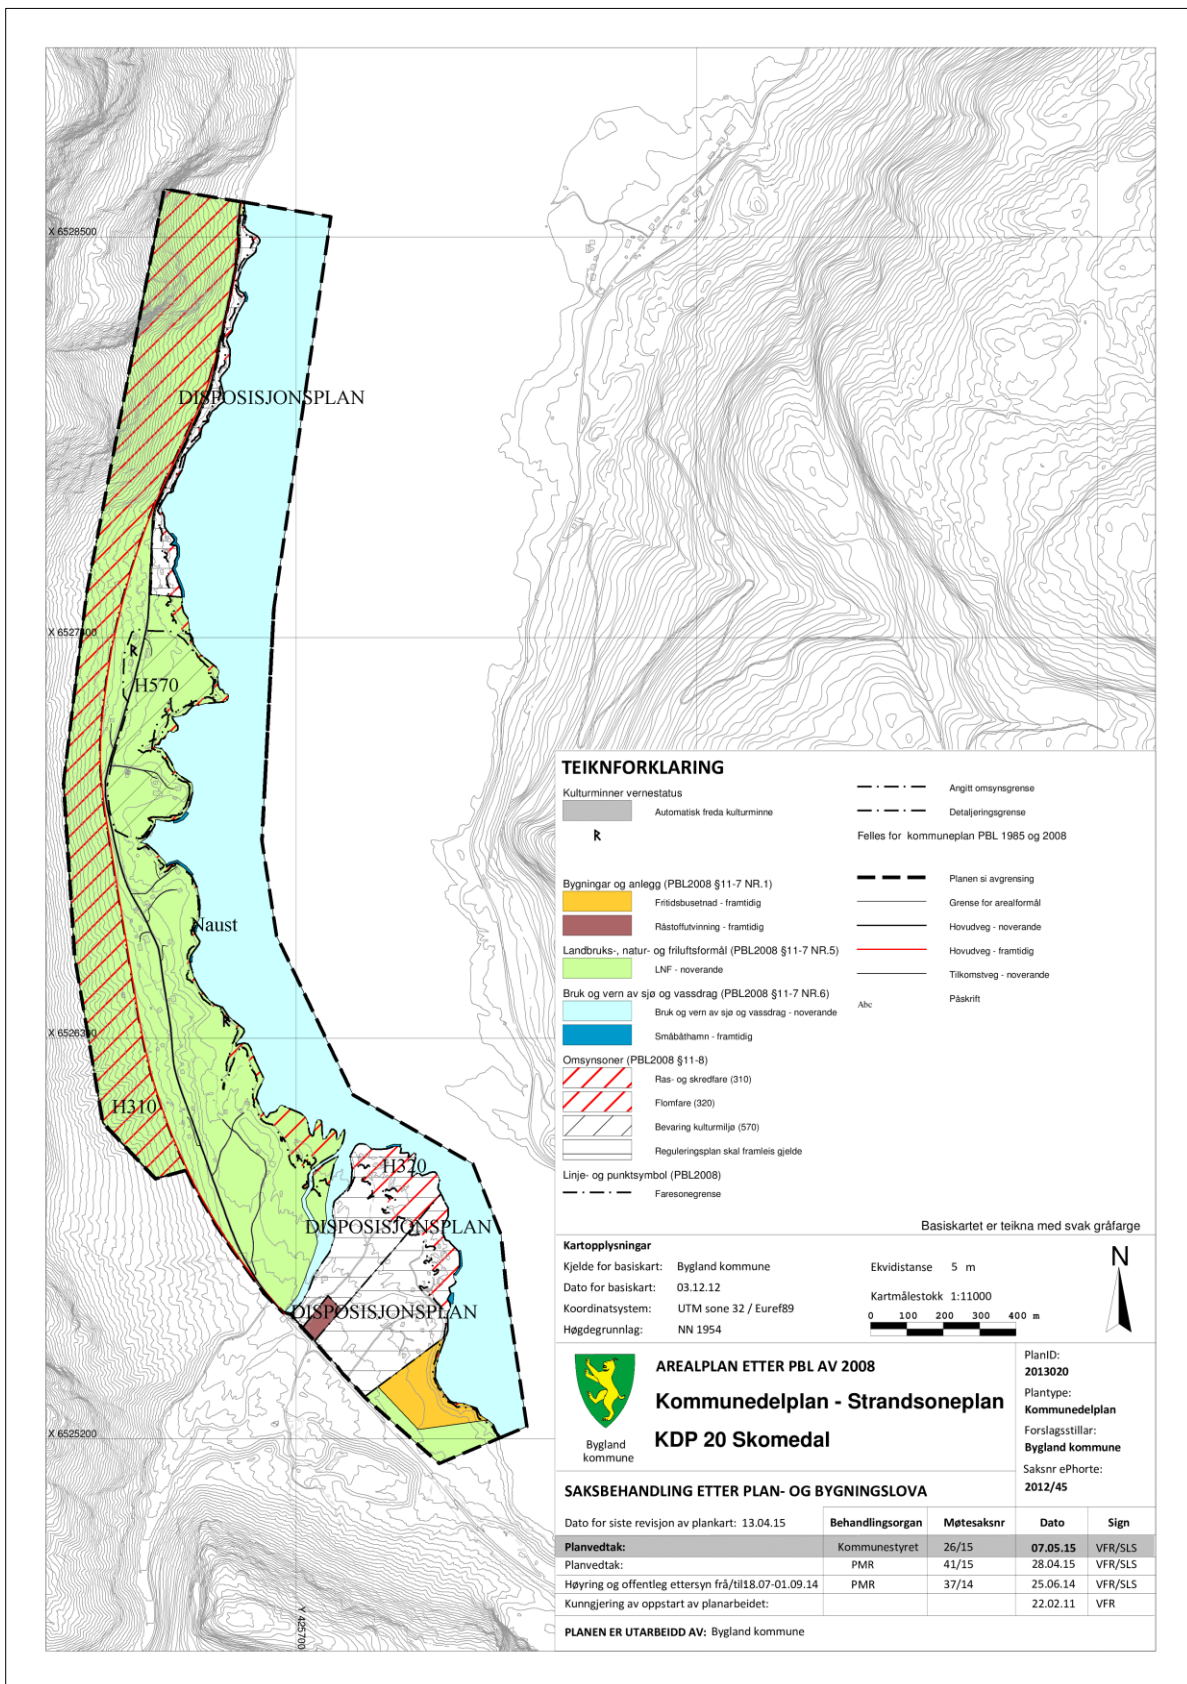 X 6528500
DISPOSISJONSPLAN
H570
Naust
X 6526300
H310
H320
DISPOSISJONSPLAN
DISPOSISJONSPLAN
X 6525200
Y 425700
TEIKNFORKLARING
Kulturminner vernestatus
Automatisk freda kulturminne
Bygningar og anlegg (PBL2008 §11-7 NR.1)
Fritidsbusetnad - framtidig
Råstoffutvinning - framtidig
Landbruks-, natur- og friluftsformål (PBL2008 §11-7 NR.5)
LNF - noverande
Bruk og vern av sjø og vassdrag (PBL2008 §11-7 NR.6)
Bruk og vern av sjø og vassdrag - noverande
Småbåthamn - framtidig
Omsynsoner (PBL2008 §11-8)
Ras- og skredfare (310)
Flomfare (320)
Bevaring kulturmiljø (570)
Reguleringsplan skal framleis gjelde
Linje- og punktsymbol (PBL2008)
Faresonegrense
Angitt omsynsgrense
Detaljeringsgrense
Felles for kommuneplan PBL 1985 og 2008
Planen si avgrensing
Grense for arealformål
Hovudveg - noverande
Hovudveg - framtidig
Tilkomstveg - noverande
Abc Påskrift
Basiskartet er teikna med svak gråfarge
Kartopplysningar
Kjelde for basiskart: Bygland kommune
Dato for basiskart: 03.12.12
Koordinatsystem: UTM sone 32 / Euref89
Høgdegrunnlag: NN 1954
Ekvidistanse 5 m
Kartmålestokk 1:11000
0 100 200 300 400 m
N
Bygland
kommune
AREALPLAN ETTER PBL AV 2008
Kommunedelplan - Strandsoneplan
KDP 20 Skomedal
PlanID:
2013020
Plantype:
Kommunedelplan
Forslagsstillar:
Bygland kommune
Saksnr ePhorte:
2012/45
SAKSBEHANDLING ETTER PLAN- OG BYGNINGSLOVA
Dato for siste revisjon av plankart: 13.04.15 Behandlingsorgan Møtesaksnr Dato Sign
Planvedtak: Kommunestyret 26/15 07.05.15 VFR/SLS
Planvedtak: PMR 41/15 28.04.15 VFR/SLS
Høyring og offentleg ettersyn frå/til18.07-01.09.14 PMR 37/14 25.06.14 VFR/SLS
Kunngjering av oppstart av planarbeidet: 22.02.11 VFR
PLANEN ER UTARBEIDD AV: Bygland kommune